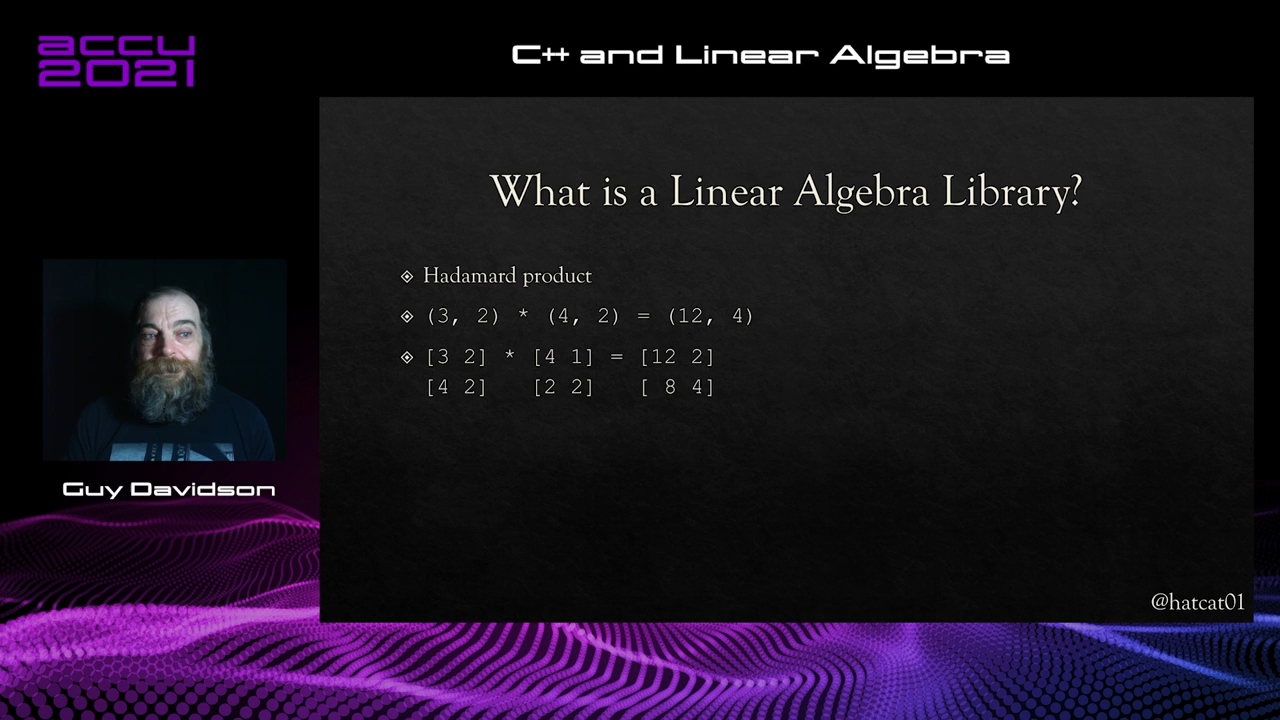 accu
2021
C++ and Linear Algebra
What is a Linear Algebra Library?
Hadamard product
(3, 2) * (4, 2) = (12, 4)
[3 2] * [4 1] = [12 2]
[4 2] [2 2] [ 8 4]
Guy Davidson
@hatcat01